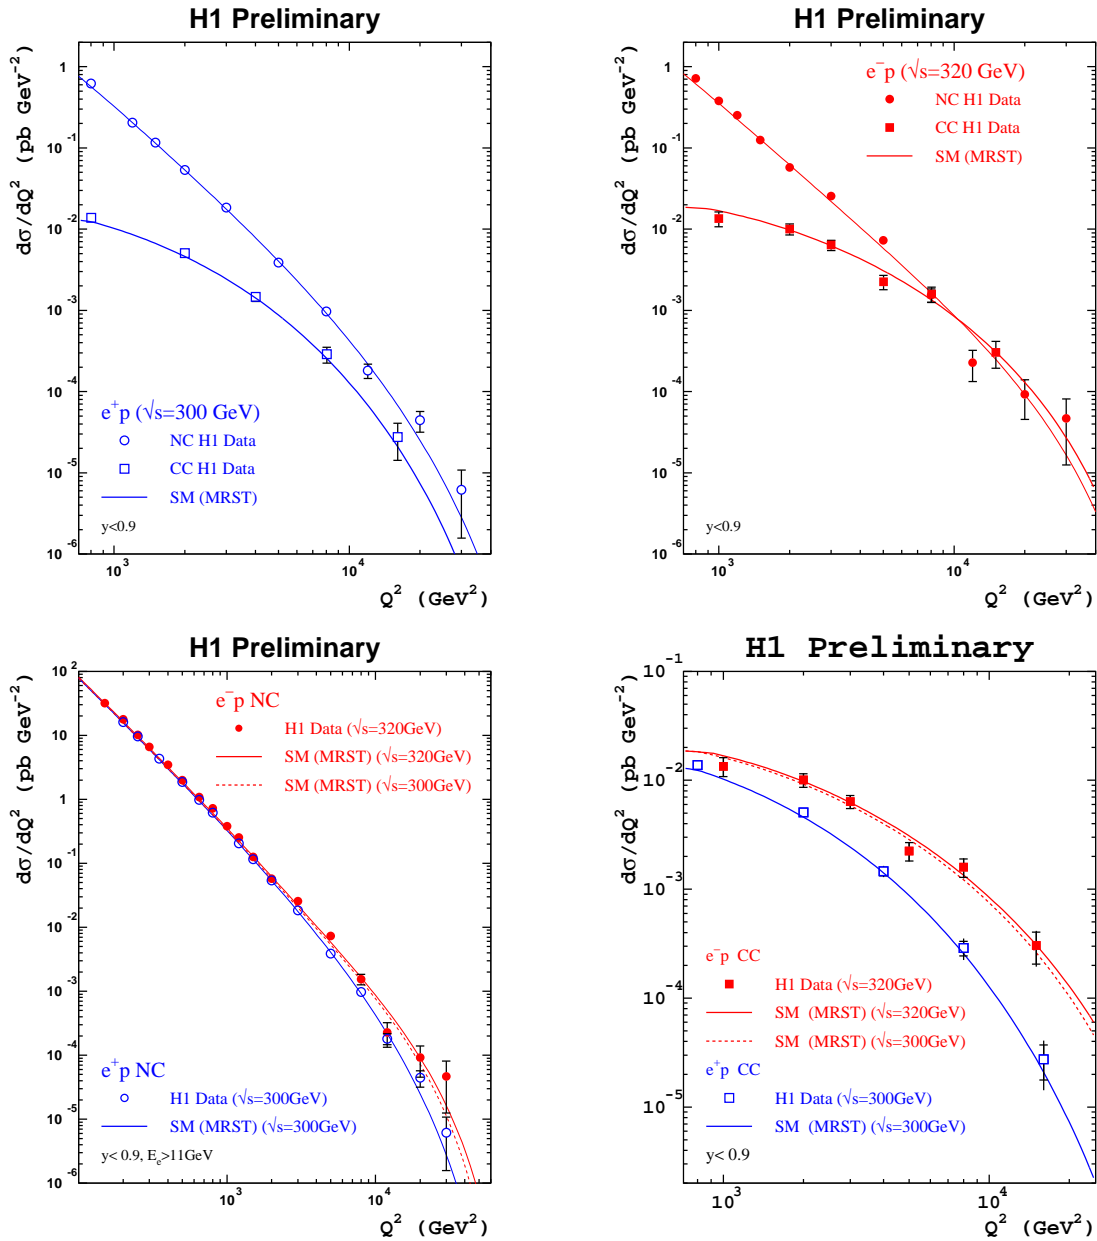 H1 Preliminary
dσ/dQ² (pb GeV⁻²)
1
10⁻¹
10⁻²
10⁻³
10⁻⁴
10⁻⁵
10⁻⁶
e⁺p (√s=300 GeV)
NC H1 Data
CC H1 Data
SM (MRST)
y<0.9
10³ 10⁴
Q² (GeV²)
H1 Preliminary
dσ/dQ² (pb GeV⁻²)
1
10⁻¹
10⁻²
10⁻³
10⁻⁴
10⁻⁵
10⁻⁶
e⁻p (√s=320 GeV)
NC H1 Data
CC H1 Data
SM (MRST)
y<0.9
10³ 10⁴
Q² (GeV²)
H1 Preliminary
dσ/dQ² (pb GeV⁻²)
10²
10
1
10⁻¹
10⁻²
10⁻³
10⁻⁴
10⁻⁵
10⁻⁶
e⁻p NC
H1 Data (√s=320GeV)
SM (MRST) (√s=320GeV)
SM (MRST) (√s=300GeV)
e⁺p NC
H1 Data (√s=300GeV)
SM (MRST) (√s=300GeV)
y< 0.9, Eₑ>11GeV
10³ 10⁴
Q² (GeV²)
H1 Preliminary
dσ/dQ² (pb GeV⁻²)
10⁻¹
10⁻²
10⁻³
10⁻⁴
10⁻⁵
e⁻p CC
H1 Data (√s=320GeV)
SM (MRST) (√s=320GeV)
SM (MRST) (√s=300GeV)
e⁺p CC
H1 Data (√s=300GeV)
SM (MRST) (√s=300GeV)
y< 0.9
10³ 10⁴
Q² (GeV²)